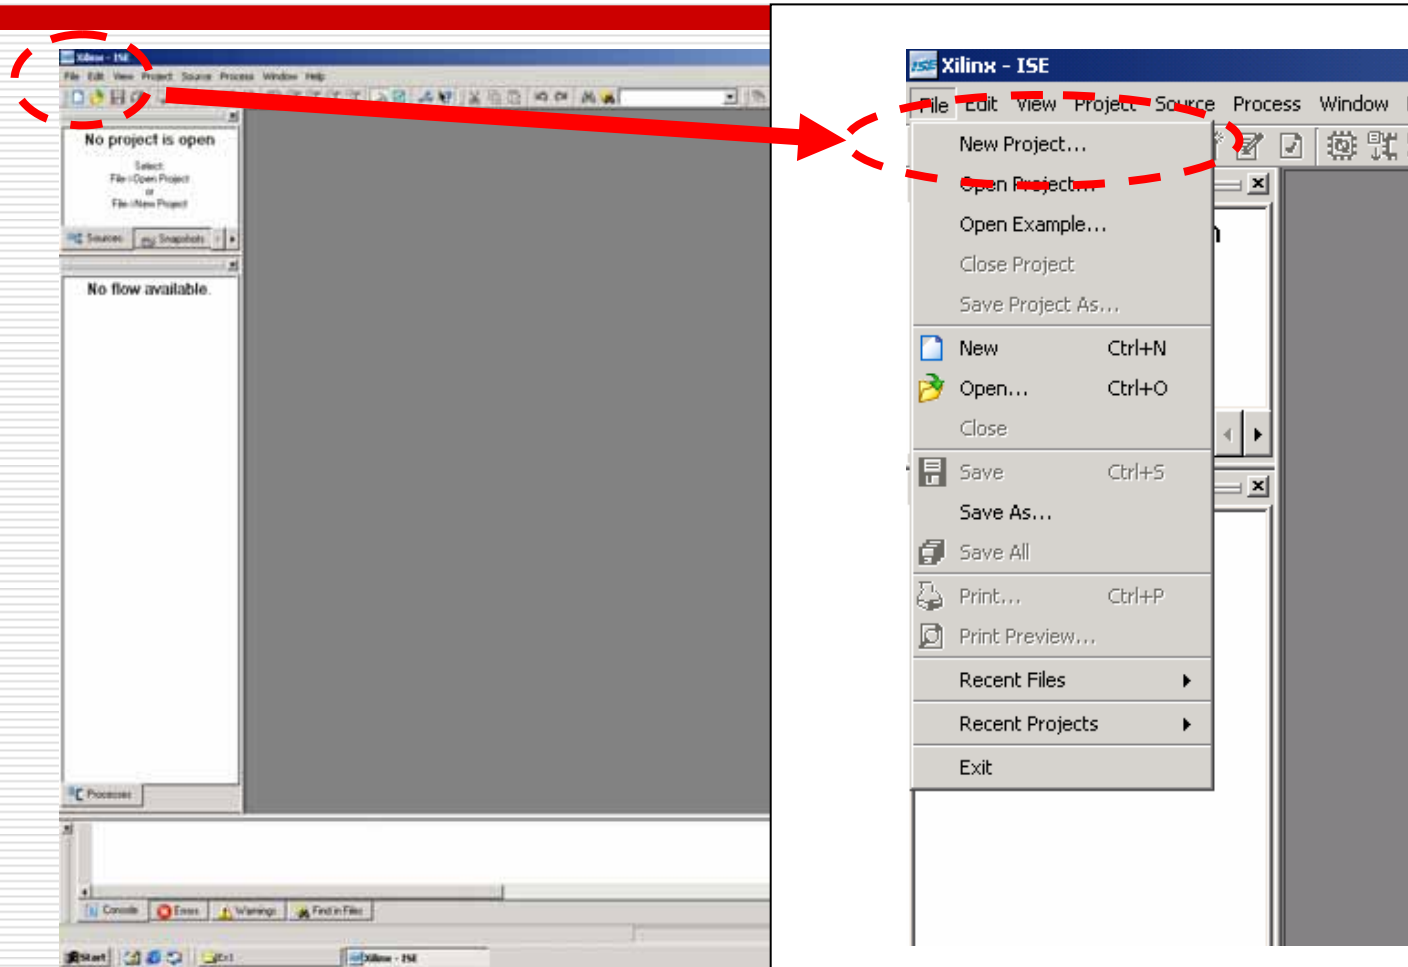 Xilinx - ISE
File Edit View Project Source Process Window Help
No project is open
Select:
File->Open Project
or
File->New Project
Sources Snapshots
No flow available.
Processes
Console Errors Warnings Find in Files
Start Ex1 Xilinx - ISE
Xilinx - ISE
File Edit View Project Source Process Window
New Project...
Open Project...
Open Example...
Close Project
Save Project As...
New Ctrl+N
Open... Ctrl+O
Close
Save Ctrl+S
Save As...
Save All
Print... Ctrl+P
Print Preview...
Recent Files
Recent Projects
Exit